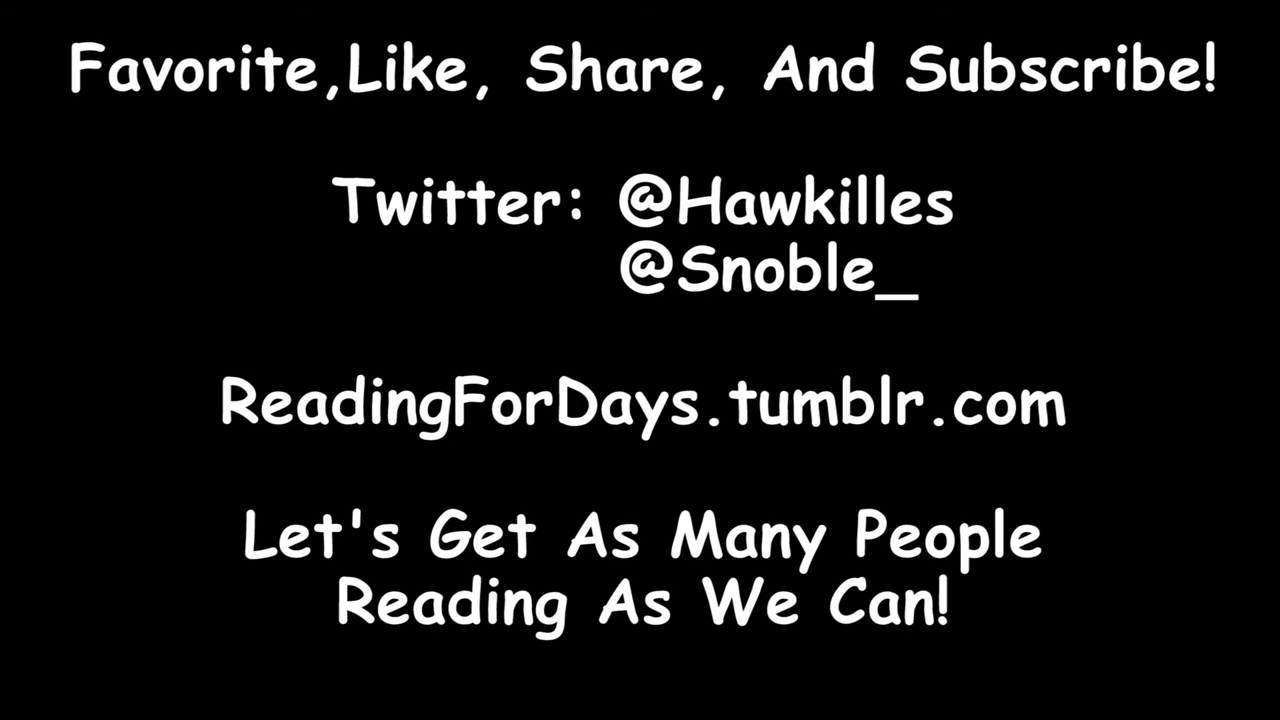 Favorite,Like, Share, And Subscribe!
Twitter: @Hawkilles
@Snoble_
ReadingForDays.tumblr.com
Let's Get As Many People
Reading As We Can!